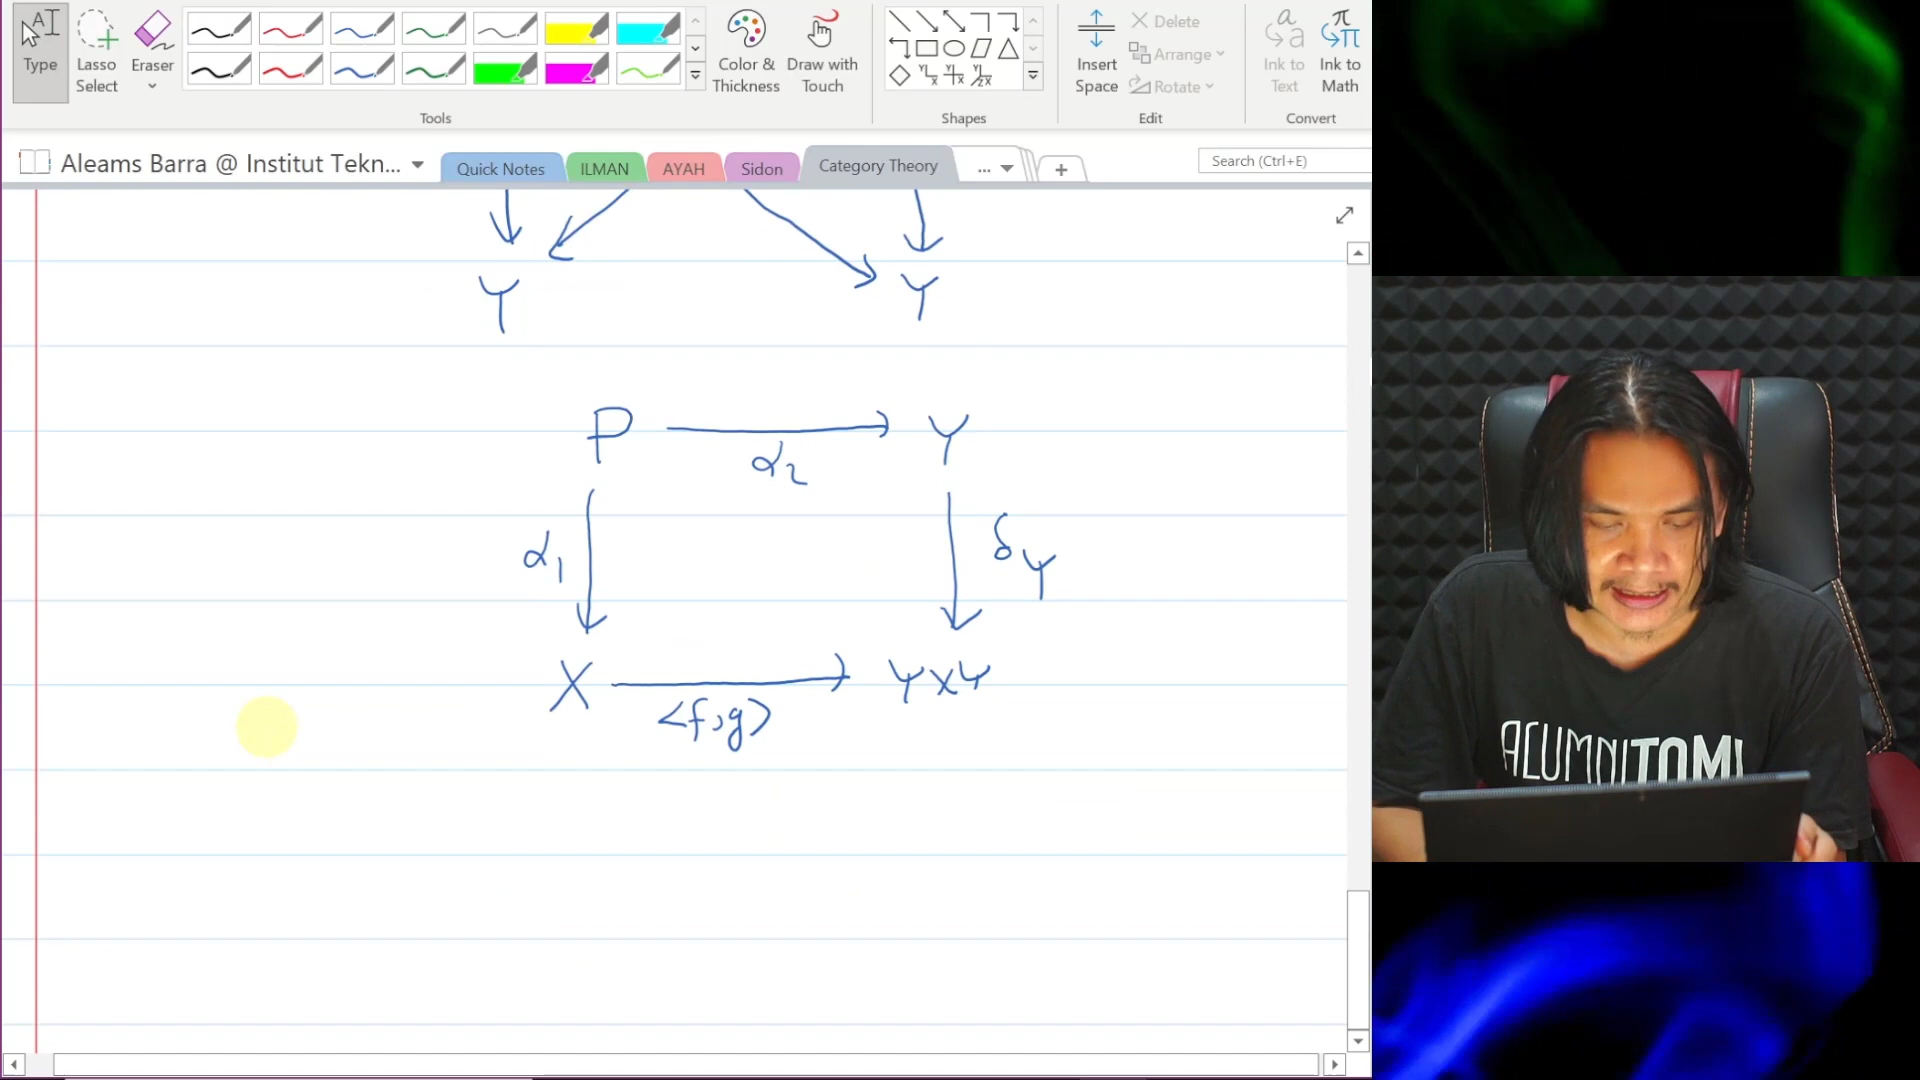 Type
Lasso Select
Eraser
Color & Thickness
Draw with Touch
Insert Space
Delete
Arrange
Rotate
a
a
Ink to Text
π
π
Ink to Math
Tools
Shapes
Edit
Convert
Aleams Barra @ Institut Tekn...
Quick Notes
ILMAN
AYAH
Sidon
Category Theory
...
+
Search (Ctrl+E)
Y
Y
P
Y
α2
α1
δY
X
Y×Y
<f,g>